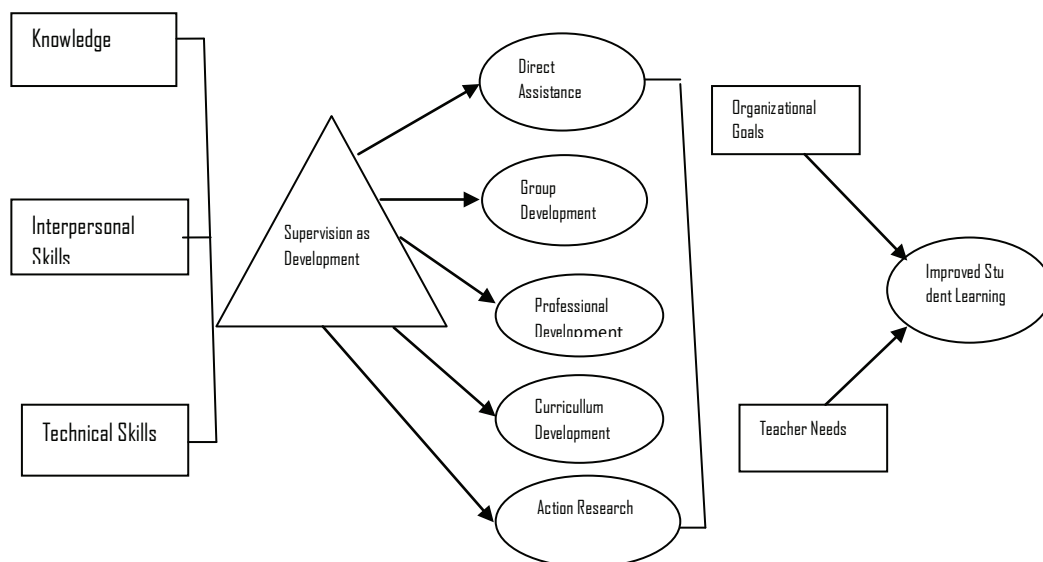 Knowledge
Interpersonal
Skills
Technical Skills
Supervision as
Development
Direct
Assistance
Group
Development
Professional
Development
Curricullum
Development
Action Research
Organizational
Goals
Teacher Needs
Improved Stu
dent Learning